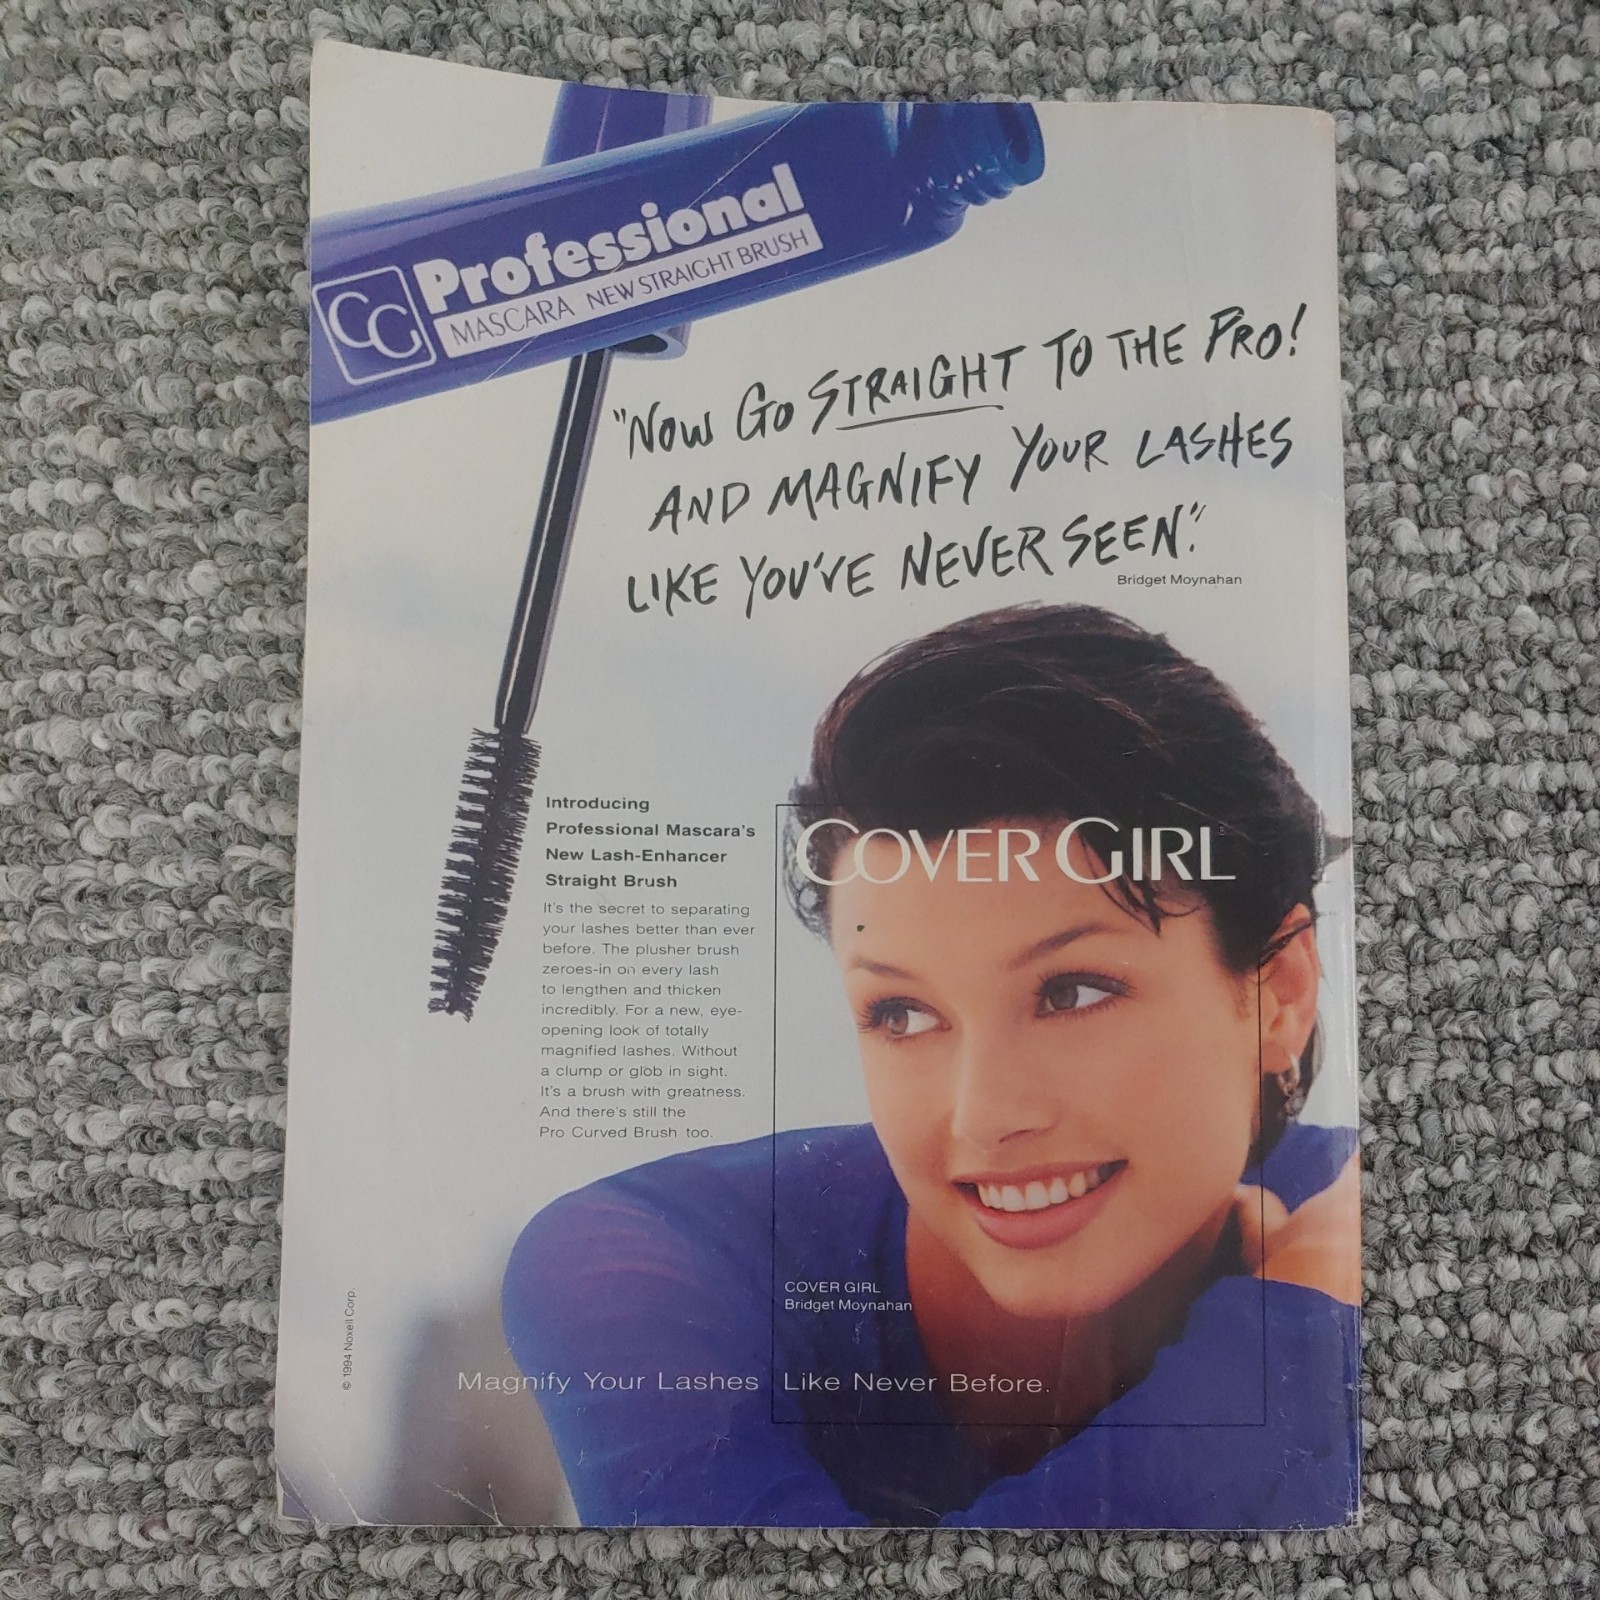 CG
Professional
MASCARA NEW STRAIGHT BRUSH
"NOW GO STRAIGHT TO THE PRO!
AND MAGNIFY YOUR LASHES
LIKE YOU'VE NEVER SEEN."
Bridget Moynahan
Introducing
Professional Mascara's
New Lash-Enhancer
Straight Brush
It's the secret to separating
your lashes better than ever
before. The plusher brush
zeroes-in on every lash
to lengthen and thicken
incredibly. For a new, eye-
opening look of totally
magnified lashes. Without
a clump or glob in sight.
It's a brush with greatness.
And there's still the
Pro Curved Brush too.
COVER GIRL
COVER GIRL
Bridget Moynahan
Magnify Your Lashes Like Never Before.
© 1994 Noxell Corp.